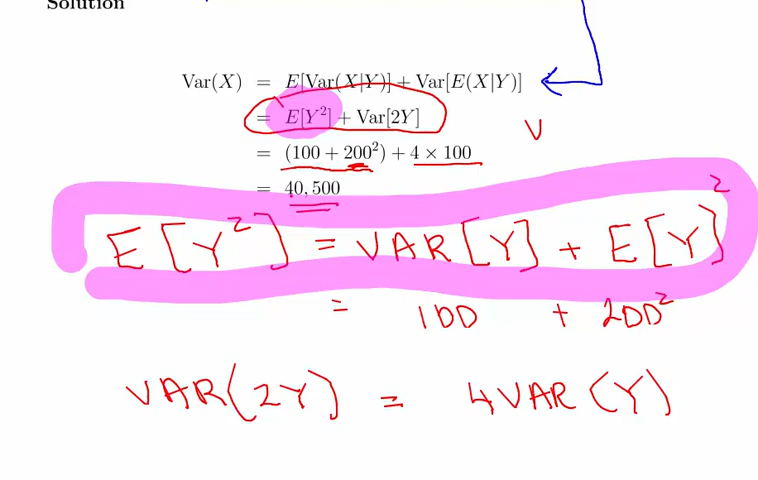 Solution
Var(X) = E[Var(X|Y)] + Var[E(X|Y)]
= E[Y²] + Var[2Y]
= (100 + 200²) + 4 × 100
= 40,500
V
E[Y²] = VAR[Y] + E[Y]²
= 100 + 200²
VAR(2Y) = 4VAR(Y)